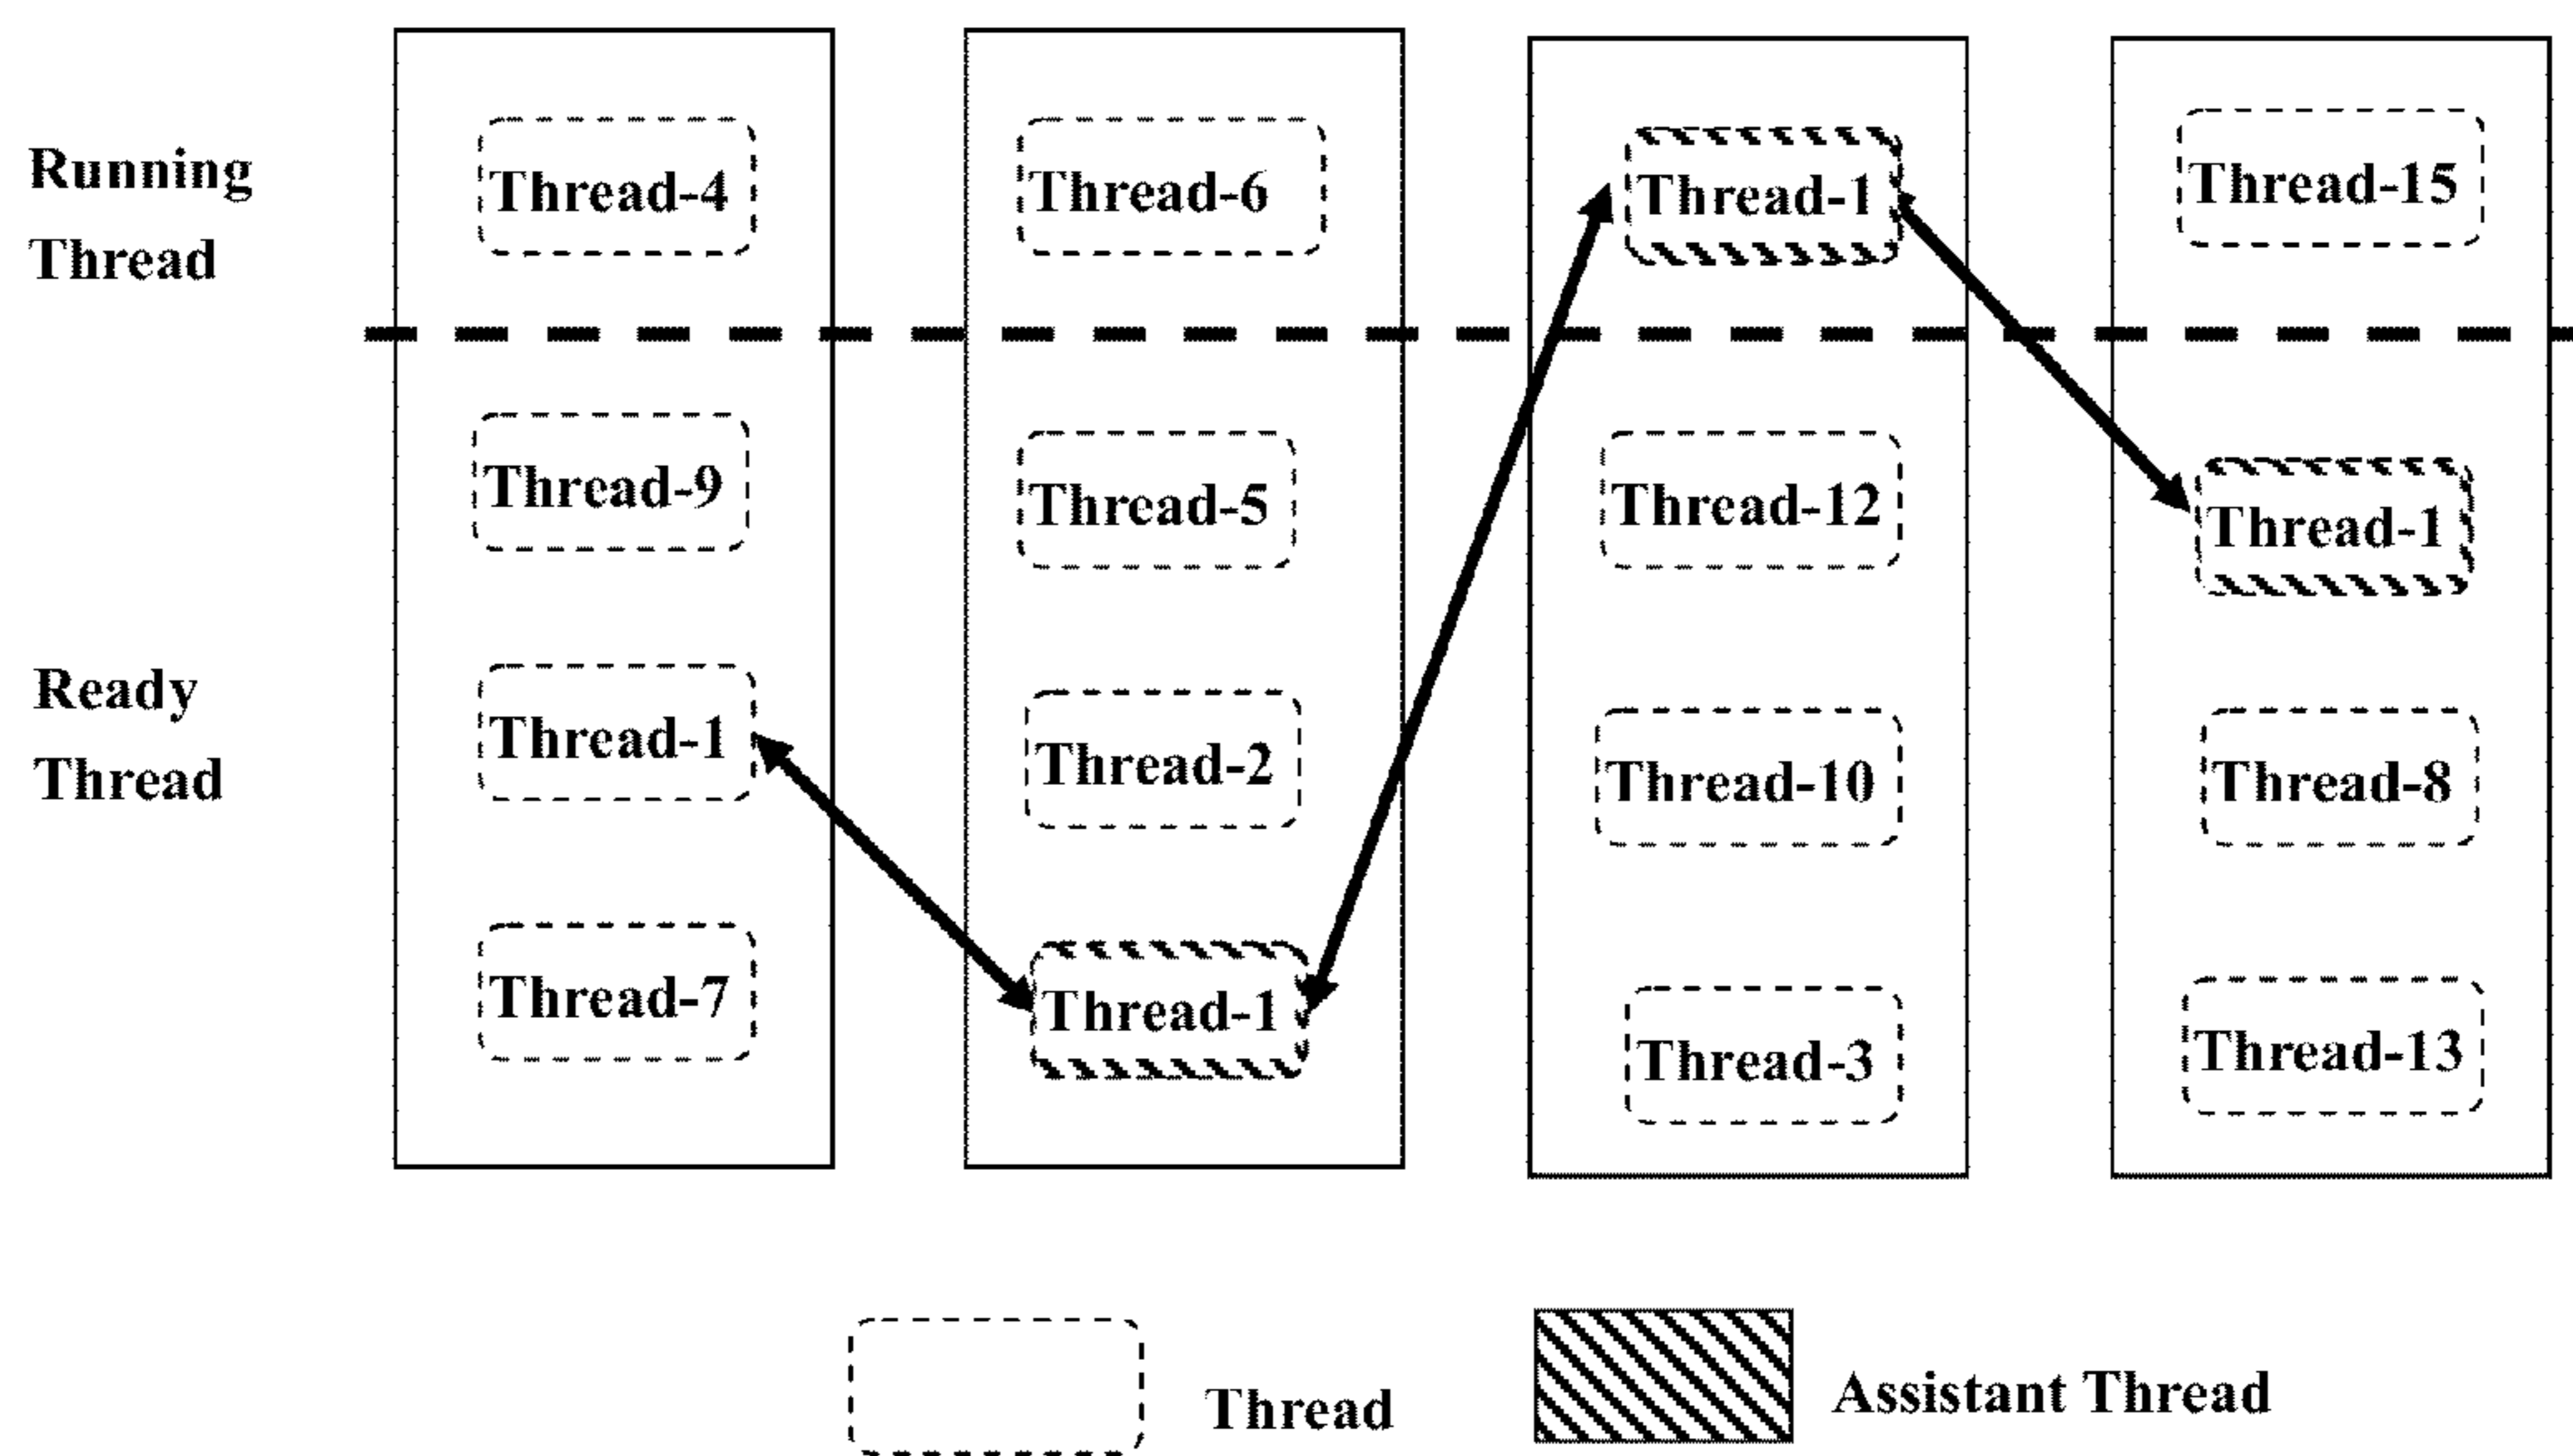 Running
Thread
Thread-4
Thread-6
Thread-1
Thread-15
Ready
Thread
Thread-9
Thread-5
Thread-12
Thread-1
Thread-1
Thread-2
Thread-10
Thread-8
Thread-7
Thread-1
Thread-3
Thread-13
Thread
Assistant Thread